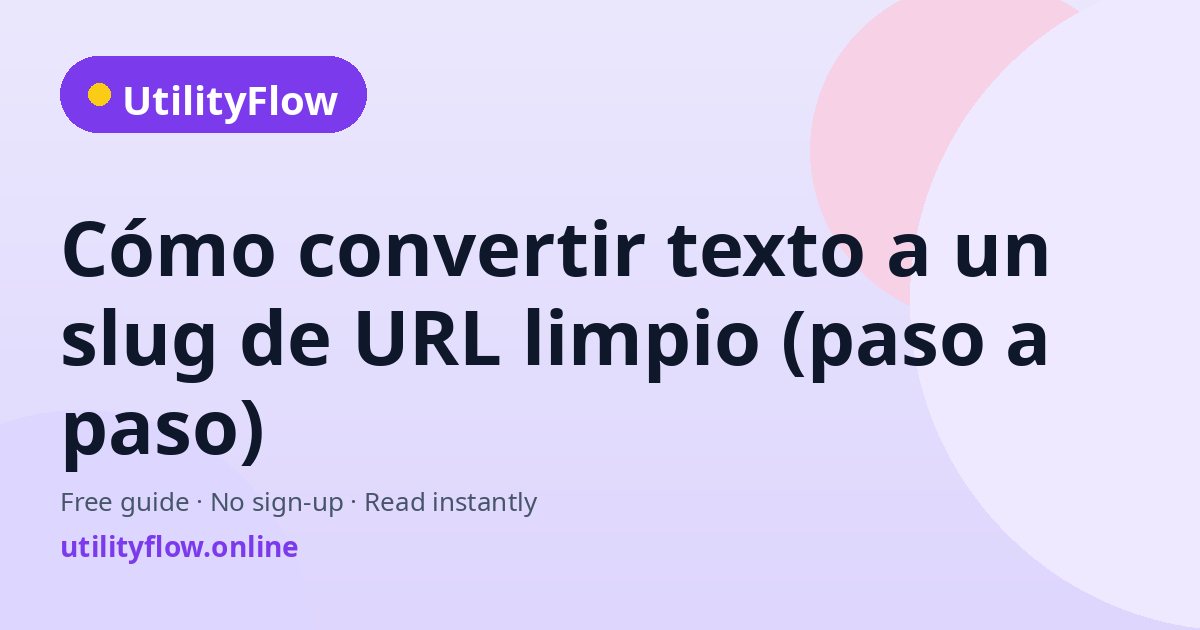 UtilityFlow
Cómo convertir texto a un
slug de URL limpio (paso a
paso)
Free guide · No sign-up · Read instantly
utilityflow.online